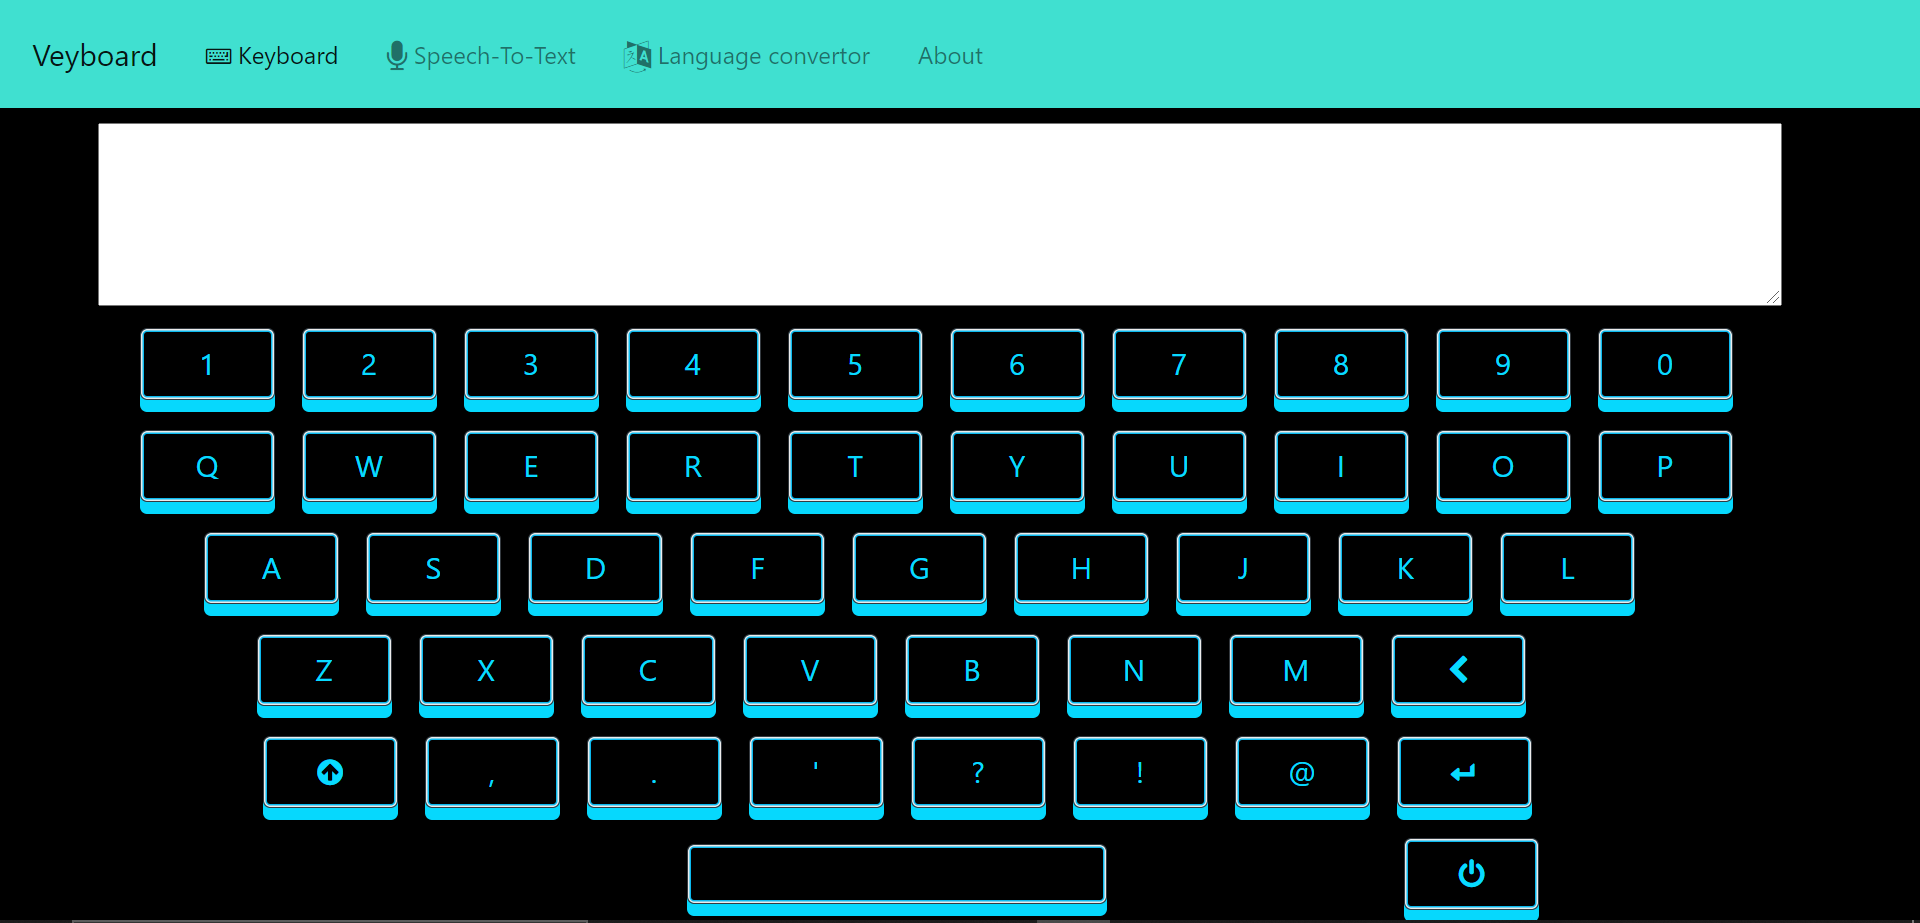 Veyboard Keyboard Speech-To-Text Language convertor About
1 2 3 4 5 6 7 8 9 0
Q W E R T Y U I O P
A S D F G H J K L
Z X C V B N M
, . ' ? ! @